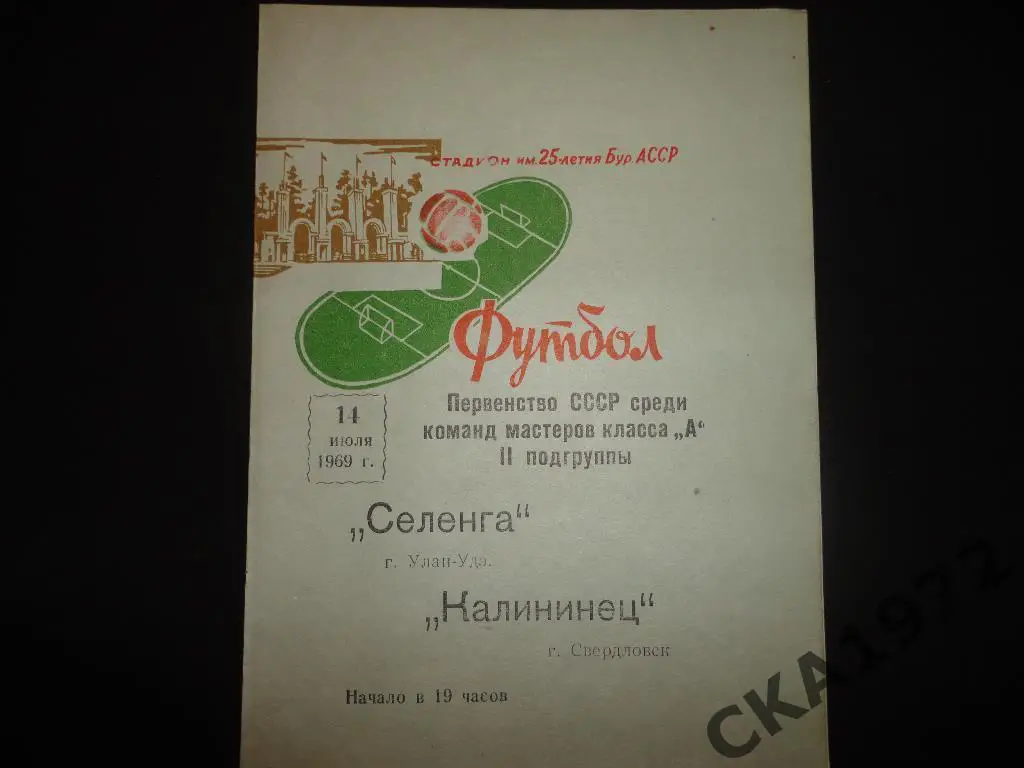 СТАДИОН им. 25-летия Бур. АССР
Футбол
14
июля
1969 г.
Первенство СССР среди
команд мастеров класса „А“
II подгруппы
„Селенга“
г. Улан-Удэ.
„Калининец“
г. Свердловск
Начало в 19 часов
СКА1972